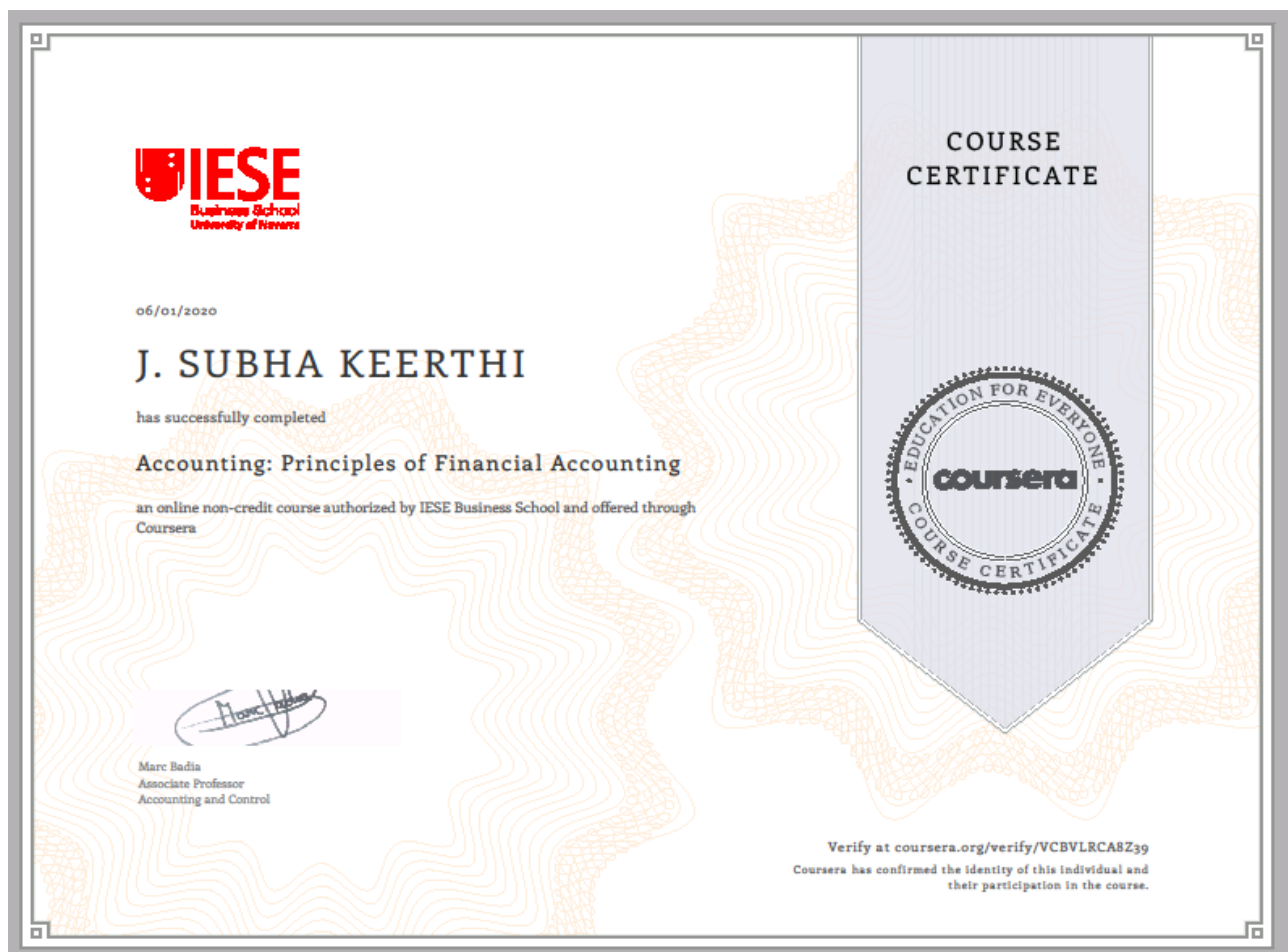 IESE
Business School
University of Navarra
COURSE
CERTIFICATE
06/01/2020
J. SUBHA KEERTHI
has successfully completed
Accounting: Principles of Financial Accounting
an online non-credit course authorized by IESE Business School and offered through
Coursera
EDUCATION FOR EVERYONE
coursera
COURSE CERTIFICATE
Marc Badia
Marc Badia
Associate Professor
Accounting and Control
Verify at coursera.org/verify/VCBVLRCA8Z39
Coursera has confirmed the identity of this individual and
their participation in the course.